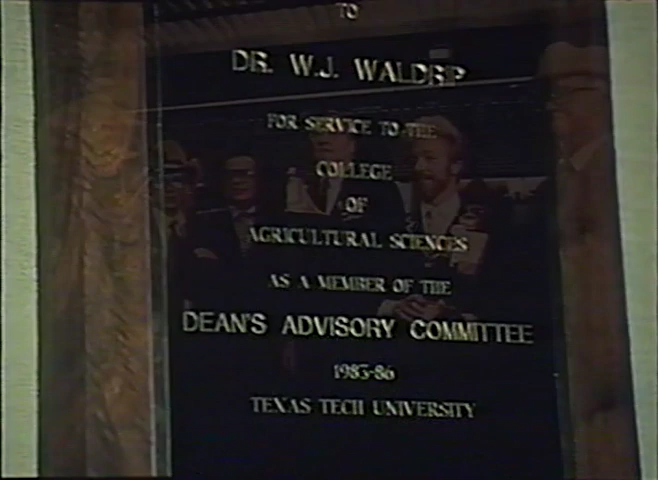 TO
DR. W.J. WALDRIP
FOR SERVICE TO THE
COLLEGE
OF
AGRICULTURAL SCIENCES
AS A MEMBER OF THE
DEAN'S ADVISORY COMMITTEE
1983-86
TEXAS TECH UNIVERSITY